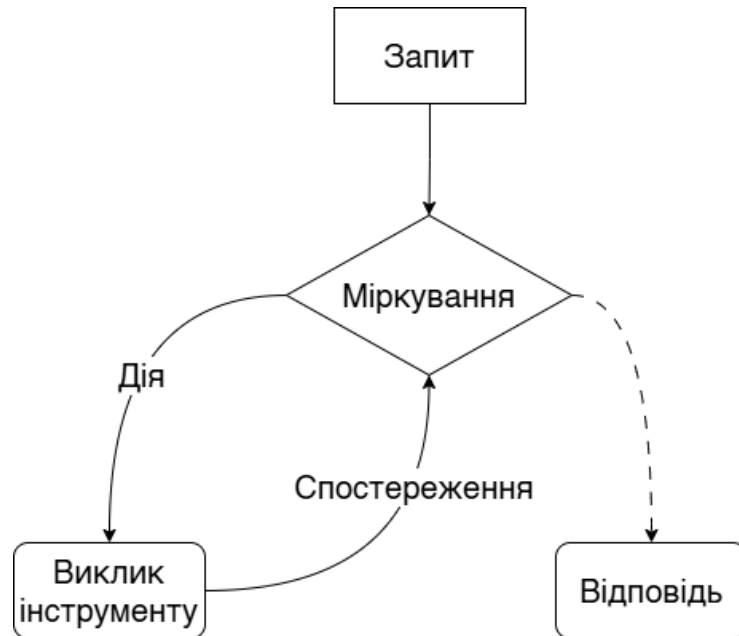 Запит
Міркування
Дія
Спостереження
Виклик
інструменту
Відповідь